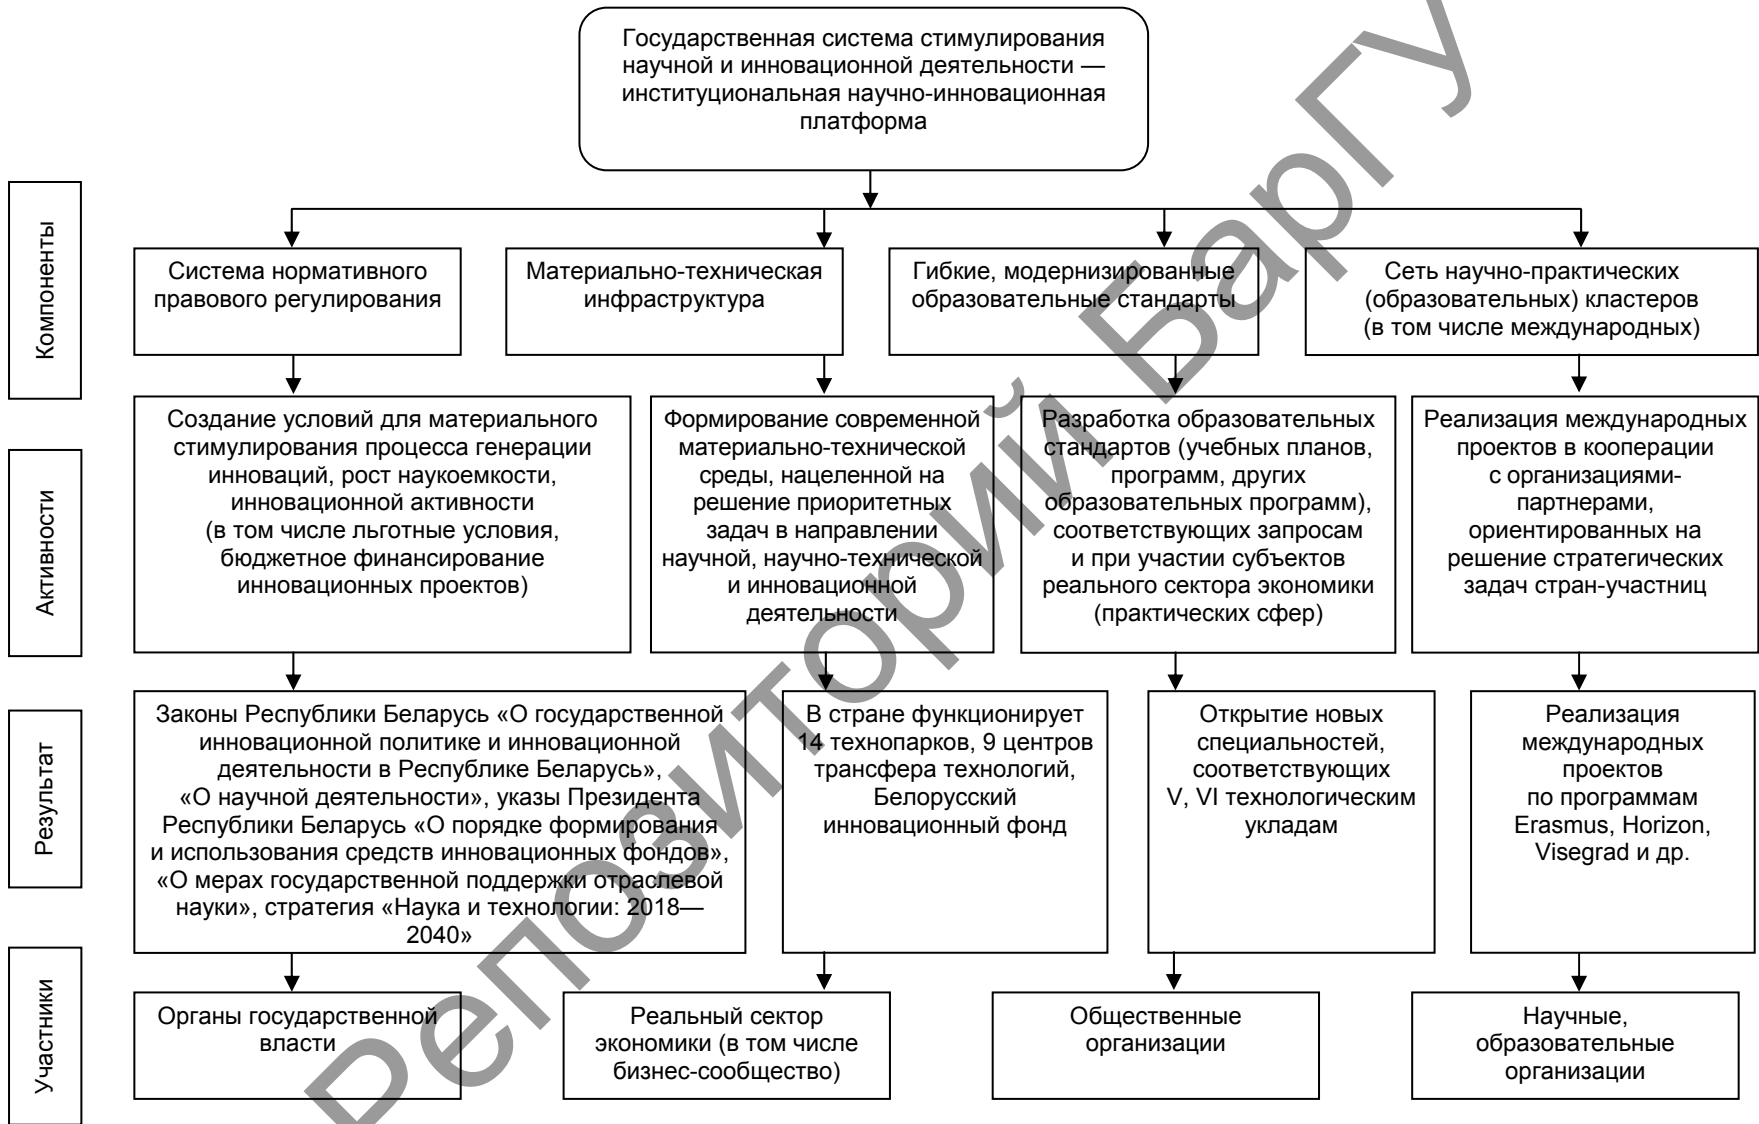 Государственная система стимулирования
научной и инновационной деятельности —
институциональная научно-инновационная
платформа
Компоненты
Система нормативного
правового регулирования
Материально-техническая
инфраструктура
Гибкие, модернизированные
образовательные стандарты
Сеть научно-практических
(образовательных) кластеров
(в том числе международных)
Активности
Создание условий для материального
стимулирования процесса генерации
инноваций, рост наукоемкости,
инновационной активности
(в том числе льготные условия,
бюджетное финансирование
инновационных проектов)
Формирование современной
материально-технической
среды, нацеленной на
решение приоритетных
задач в направлении
научной, научно-технической
и инновационной
деятельности
Разработка образовательных
стандартов (учебных планов,
программ, других
образовательных программ),
соответствующих запросам
и при участии субъектов
реального сектора экономики
(практических сфер)
Реализация международных
проектов в кооперации
с организациями-
партнерами,
ориентированных на
решение стратегических
задач стран-участниц
Результат
Законы Республики Беларусь «О государственной
инновационной политике и инновационной
деятельности в Республике Беларусь»,
«О научной деятельности», указы Президента
Республики Беларусь «О порядке формирования
и использования средств инновационных фондов»,
«О мерах государственной поддержки отраслевой
науки», стратегия «Наука и технологии: 2018—
2040»
В стране функционирует
14 технопарков, 9 центров
трансфера технологий,
Белорусский
инновационный фонд
Открытие новых
специальностей,
соответствующих
V, VI технологическим
укладам
Реализация
международных
проектов
по программам
Erasmus, Horizon,
Visegrad и др.
Участники
Органы государственной
власти
Реальный сектор
экономики (в том числе
бизнес-сообщество)
Общественные
организации
Научные,
образовательные
организации
Репозиторий БарГУ